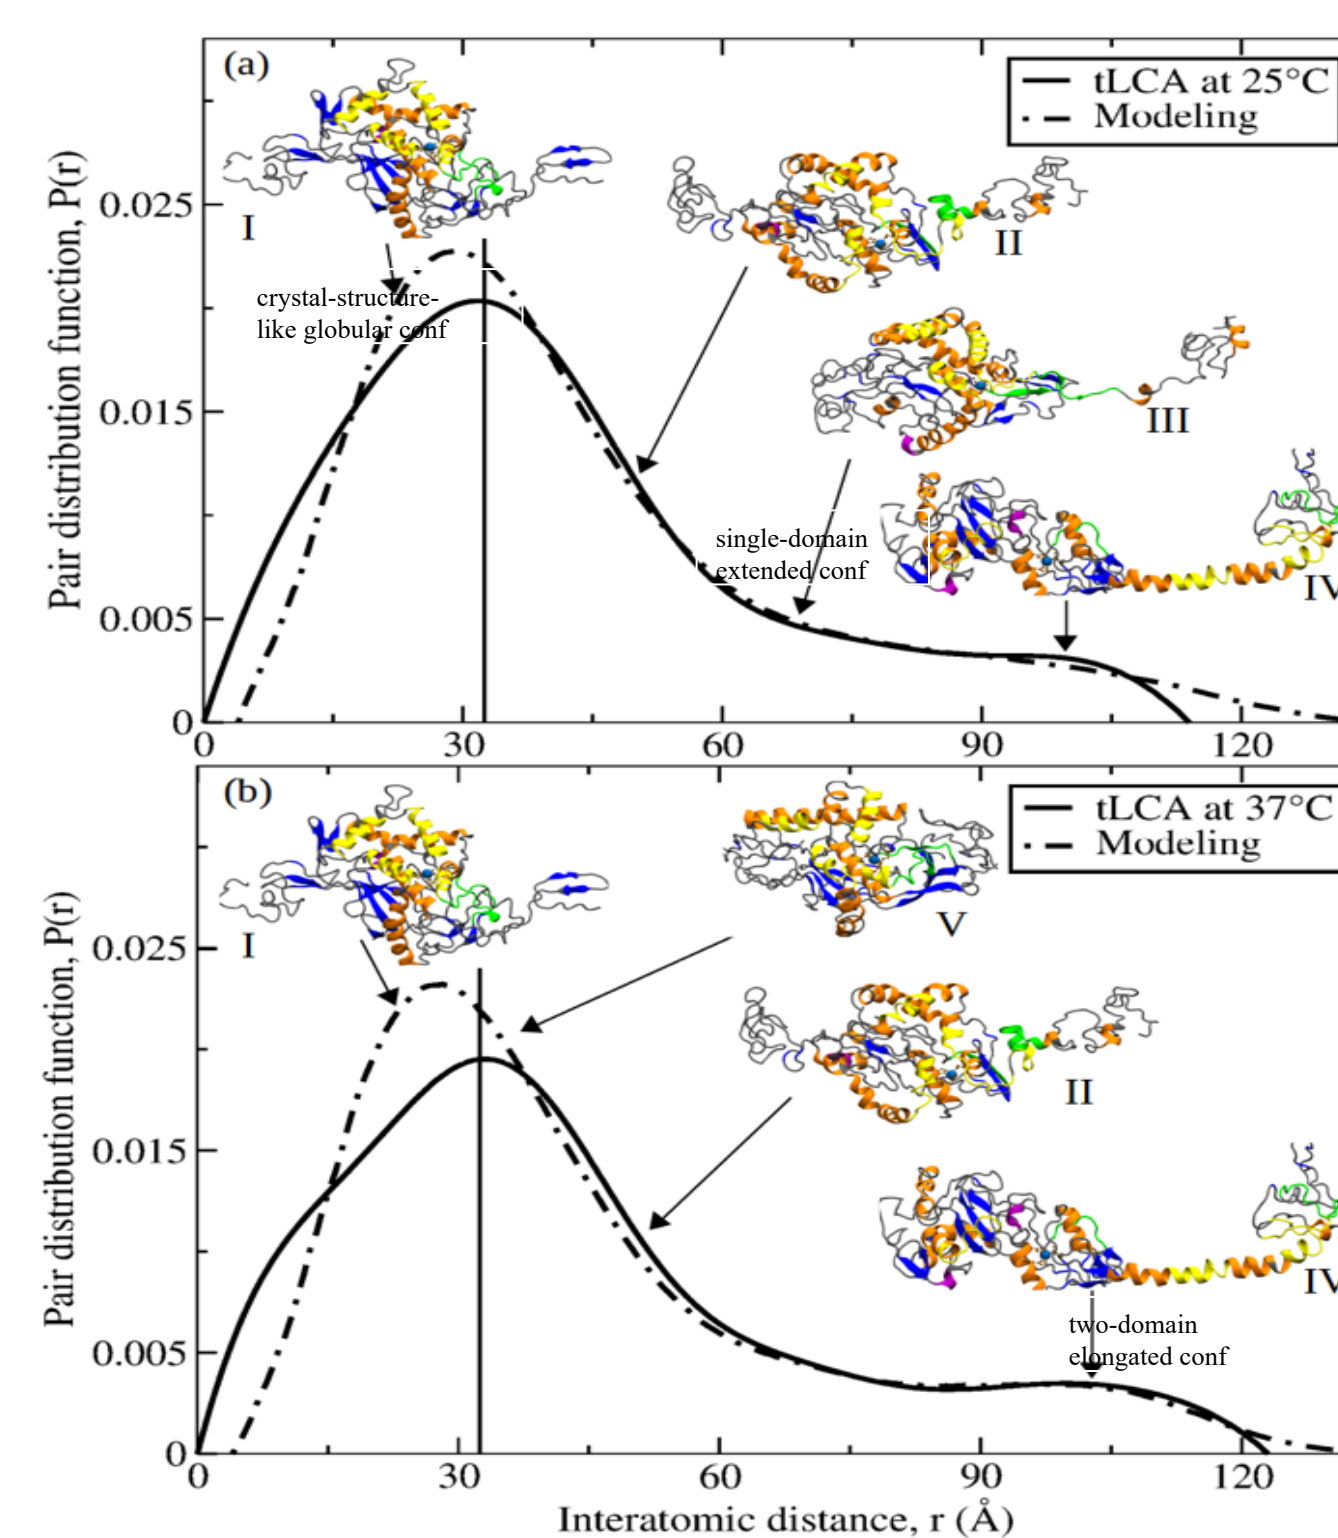 (a)
tLCA at 25°C
Modeling
Pair distribution function, P(r)
0.025
0.015
0.005
0
I
II
III
IV
crystal-structure-
like globular conf
single-domain
extended conf
0 30 60 90 120
(b)
tLCA at 37°C
Modeling
Pair distribution function, P(r)
0.025
0.015
0.005
0
I
V
II
IV
two-domain
elongated conf
0 30 60 90 120
Interatomic distance, r (Å)